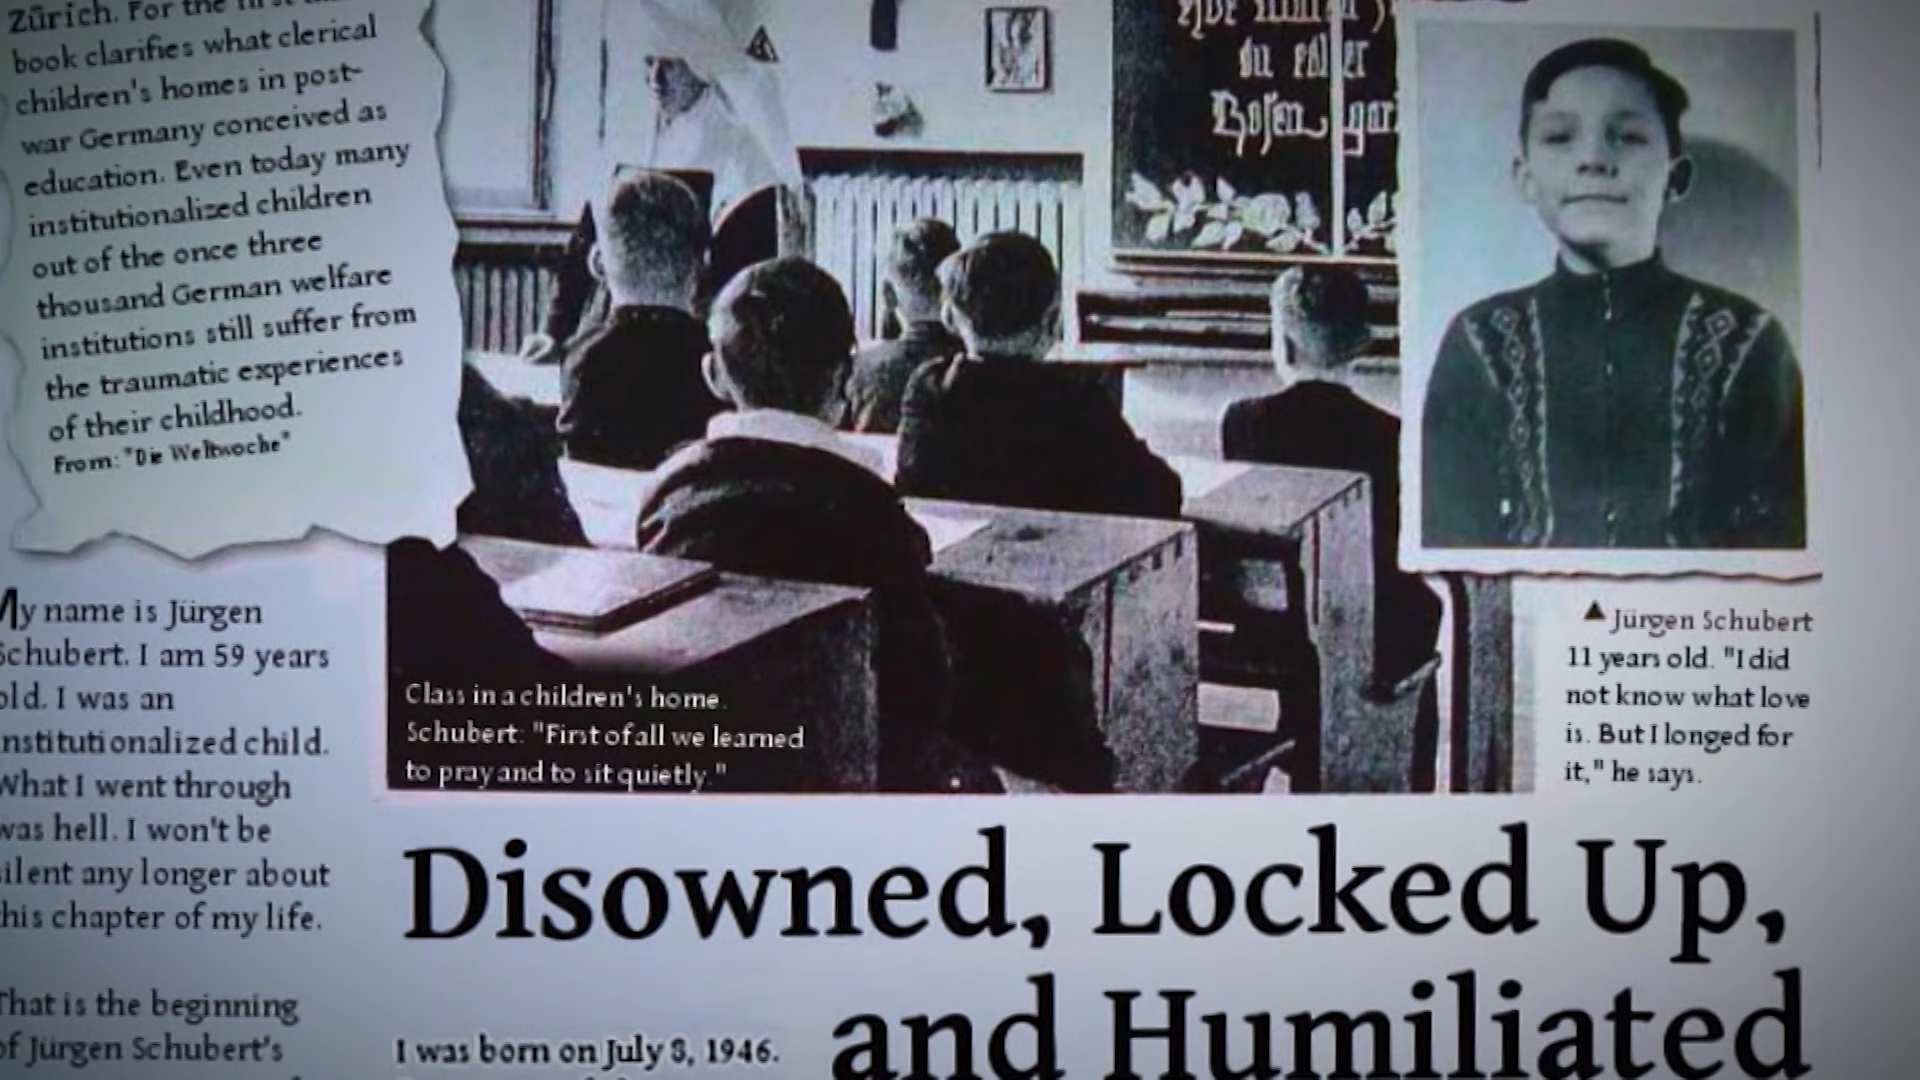 Zürich. For the
book clarifies what clerical
children's homes in post-
war Germany conceived as
education. Even today many
institutionalized children
out of the once three
thousand German welfare
institutions still suffer from
the traumatic experiences
of their childhood.
From: "Die Weltwoche"
My name is Jürgen
Schubert. I am 59 years
old. I was an
institutionalized child.
What I went through
was hell. I won't be
silent any longer about
this chapter of my life.
That is the beginning
of Jürgen Schubert's
Rosen
Class in a children's home.
Schubert: "First of all we learned
to pray and to sit quietly."
▲ Jürgen Schubert
11 years old. "I did
not know what love
is. But I longed for
it," he says.
Disowned, Locked Up,
and Humiliated
I was born on July 8, 1946.